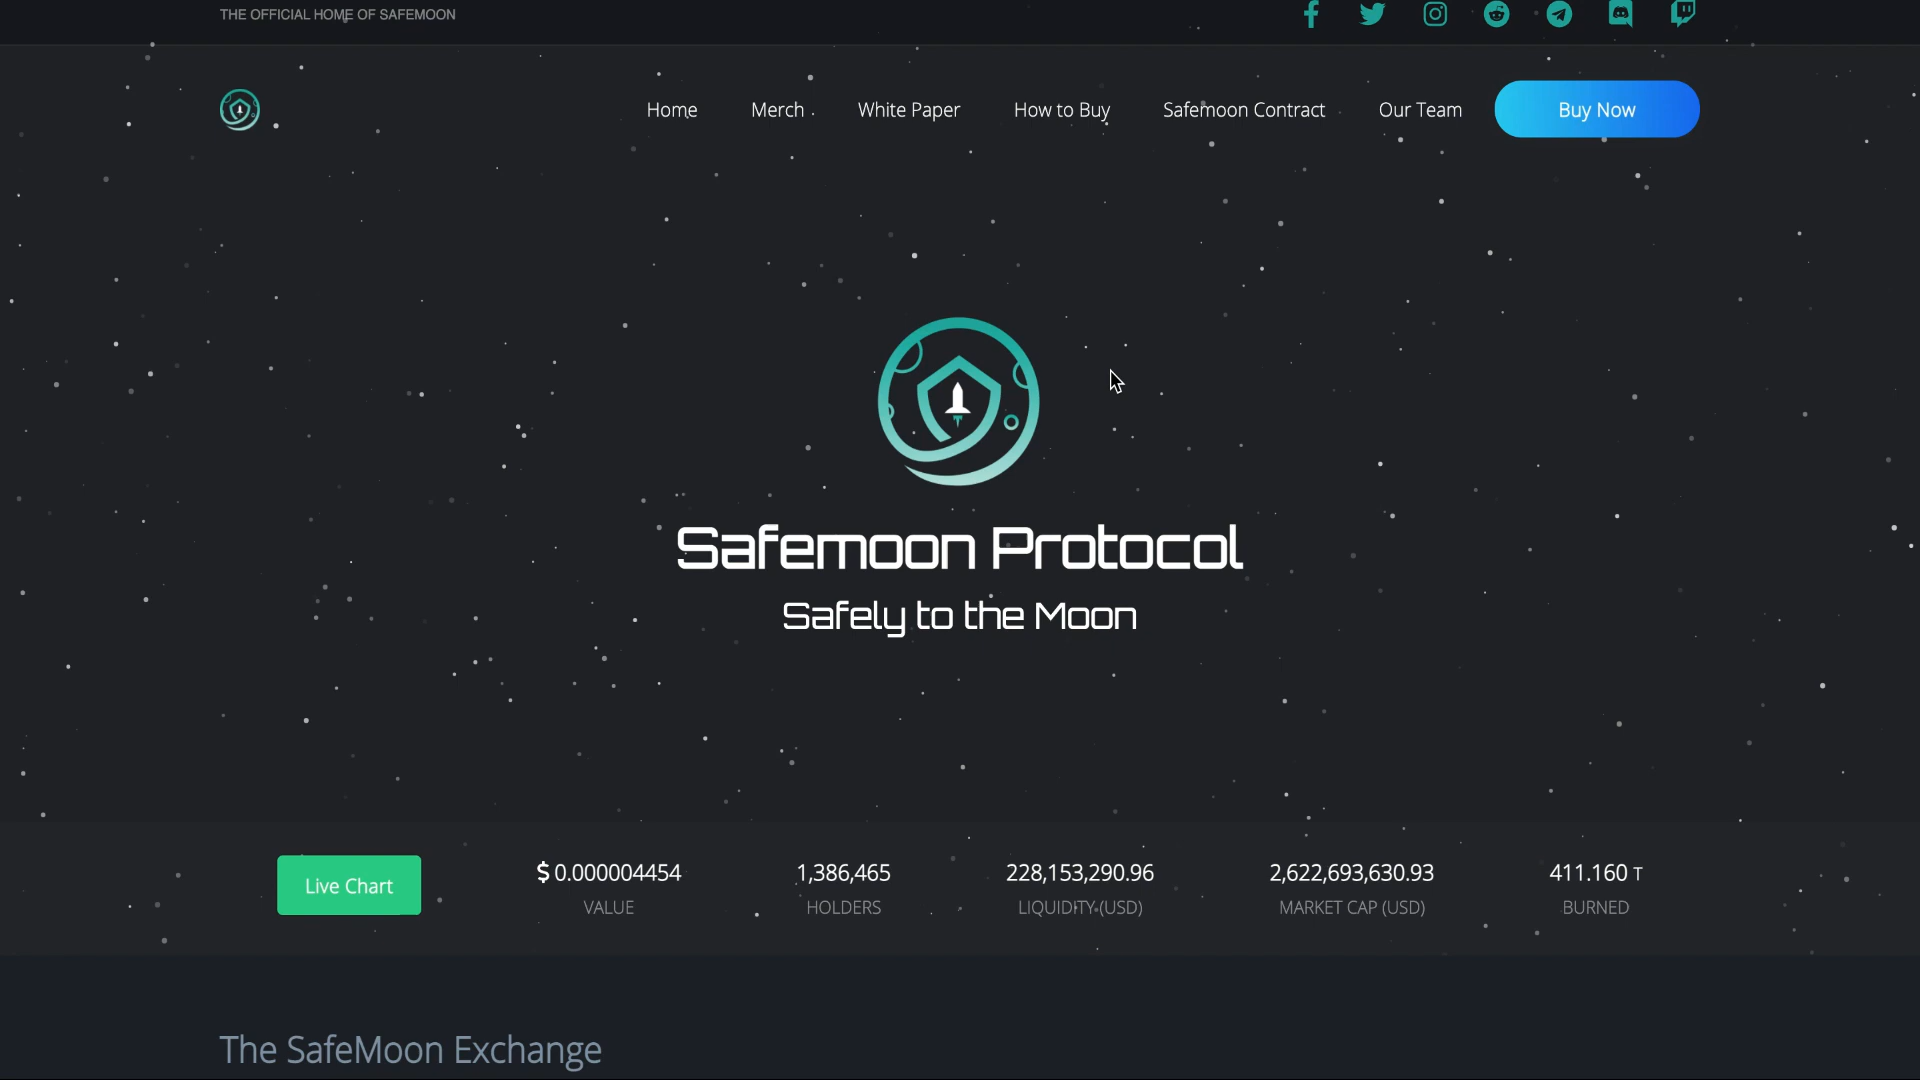 THE OFFICIAL HOME OF SAFEMOON
Home Merch White Paper How to Buy Safemoon Contract Our Team Buy Now
Safemoon Protocol
Safely to the Moon
Live Chart
$ 0.000004454 1,386,465 228,153,290.96 2,622,693,630.93 411.160 T
VALUE HOLDERS LIQUIDITY (USD) MARKET CAP (USD) BURNED
The SafeMoon Exchange